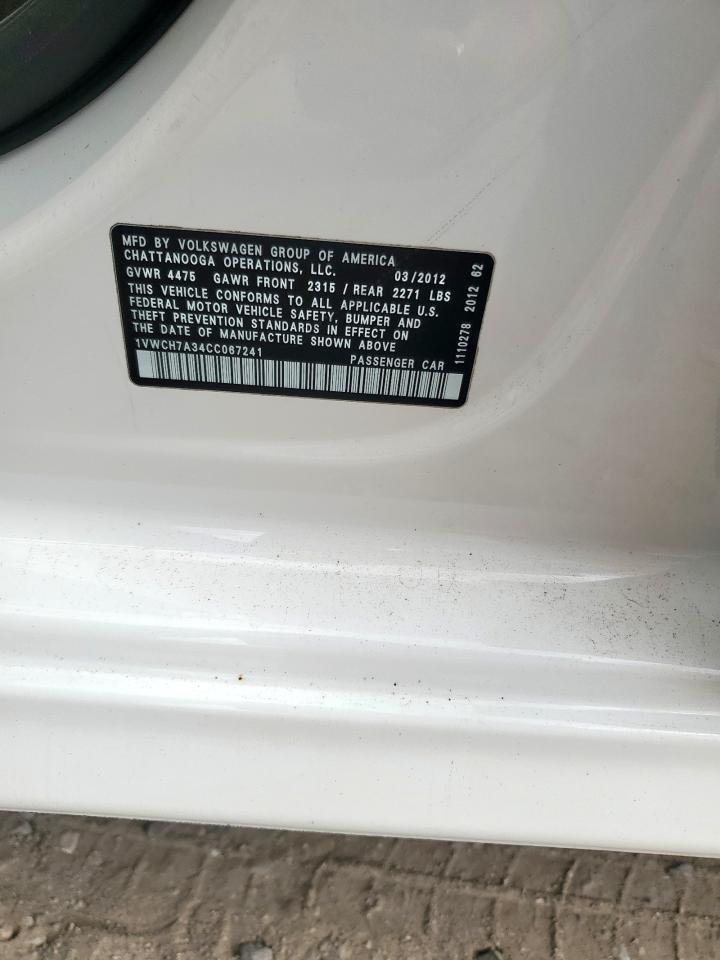 MFD BY VOLKSWAGEN GROUP OF AMERICA
CHATTANOOGA OPERATIONS, LLC. 03/2012
GVWR 4475 GAWR FRONT 2315 / REAR 2271 LBS
THIS VEHICLE CONFORMS TO ALL APPLICABLE U.S.
FEDERAL MOTOR VEHICLE SAFETY, BUMPER AND
THEFT PREVENTION STANDARDS IN EFFECT ON
THE DATE OF MANUFACTURE SHOWN ABOVE
1VWCH7A34CC067241 PASSENGER CAR
1110278 2012 62